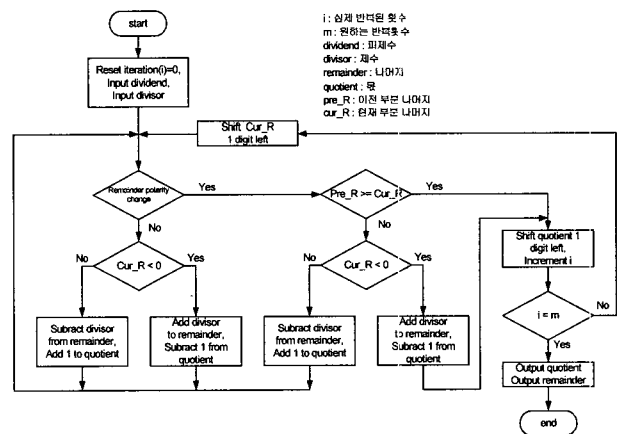 start
i : 실제 반복된 횟수
m : 원하는 반복횟수
dividend : 피제수
divisor : 제수
remainder : 나머지
quotient : 몫
pre_R : 이전 부분 나머지
cur_R : 현재 부분 나머지
Reset iteration(i)=0,
Input dividend,
Input divisor
Shift Cur_R
1 digit left
Remainder polarity
change
Yes
No
Pre_R >= Cur_R
Yes
No
Shift quotient 1
digit left,
Increment i
No
Cur_R < 0
Yes
No
Cur_R < 0
Yes
i = m
No
Yes
Subract divisor
from remainder,
Add 1 to quotient
Add divisor
to remainder,
Subtract 1 from
quotient
Subract divisor
from remainder,
Add 1 to quotient
Add divisor
to remainder,
Subract 1 from
quotient
Output quotient
Output remainder
end